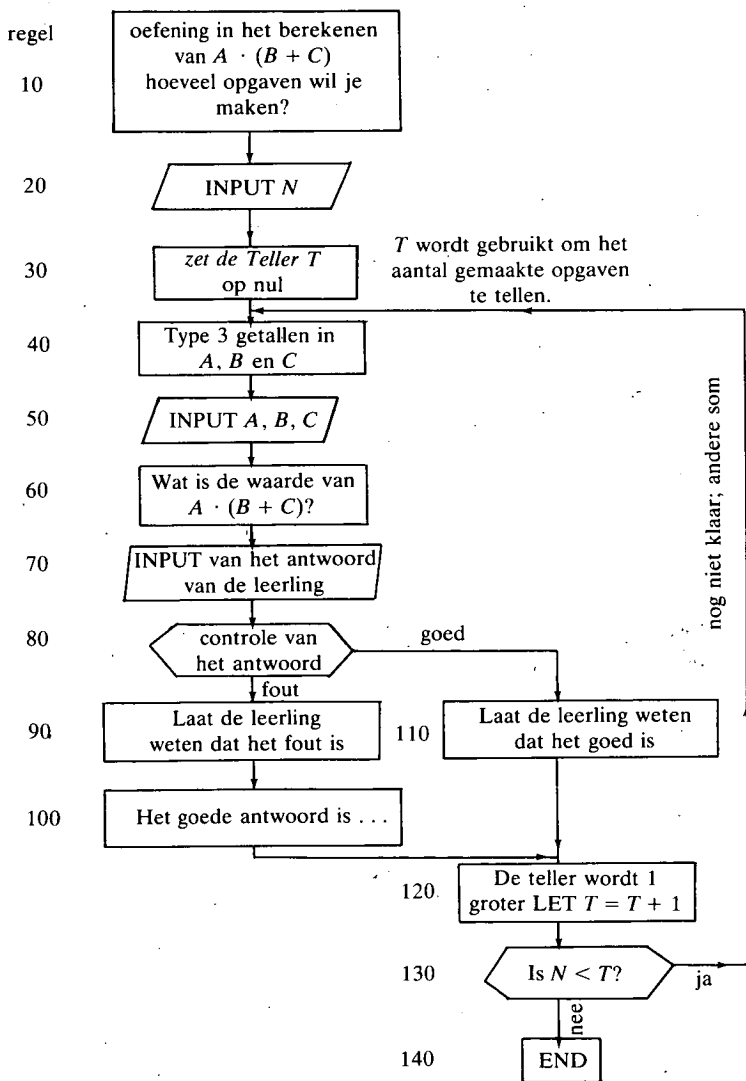 regel
oefening in het berekenen
van A · (B + C)
10
hoeveel opgaven wil je
maken?
20
INPUT N
30
zet de Teller T
op nul
T wordt gebruikt om het
aantal gemaakte opgaven
te tellen.
40
Type 3 getallen in
A, B en C
50
INPUT A, B, C
60
Wat is de waarde van
A · (B + C)?
70
INPUT van het antwoord
van de leerling
80
controle van
het antwoord
goed
fout
nog niet klaar; andere som
90
Laat de leerling
weten dat het fout is
110
Laat de leerling weten
dat het goed is
100
Het goede antwoord is . . .
120
De teller wordt 1
groter LET T = T + 1
130
Is N < T?
ja
nee
140
END